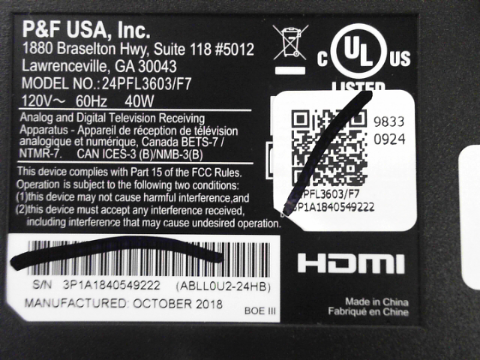 P&F USA, Inc.
1880 Braselton Hwy, Suite 118 #5012
Lawrenceville, GA 30043
MODEL NO.:24PFL3603/F7
120V~ 60Hz 40W
Analog and Digital Television Receiving
Apparatus - Appareil de réception de télévision
analogique et numérique, Canada BETS-7 /
NTMR-7. CAN ICES-3 (B)/NMB-3(B)
This device complies with Part 15 of the FCC Rules.
Operation is subject to the following two conditions:
(1)this device may not cause harmful interference,and
(2)this device must accept any interference received,
including interference that may cause undesired operation.
S/N 3P1A1840549222 (ABLL0U2-24HB)
MANUFACTURED: OCTOBER 2018
BOE III
C UL US
LISTED
9833
0924
PFL3603/F7
3P1A1840549222
HDMI
Made in China
Fabriqué en Chine